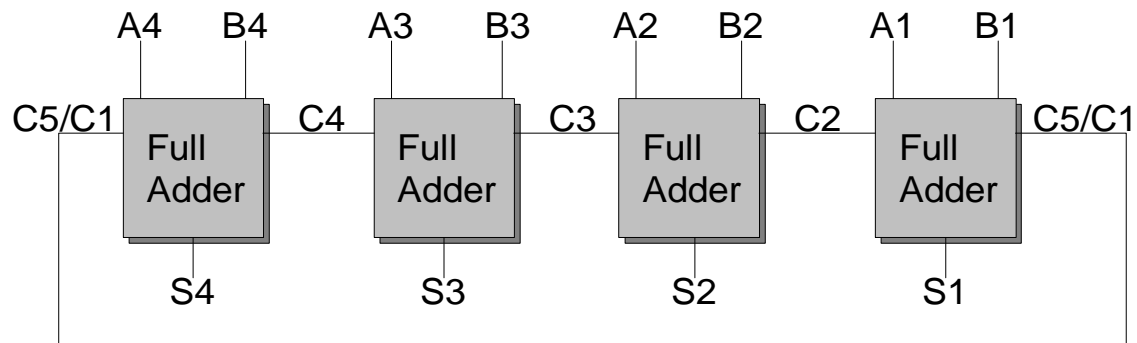 A4 B4 A3 B3 A2 B2 A1 B1
C5/C1 C4 C3 C2 C5/C1
Full Full Full Full
Adder Adder Adder Adder
S4 S3 S2 S1